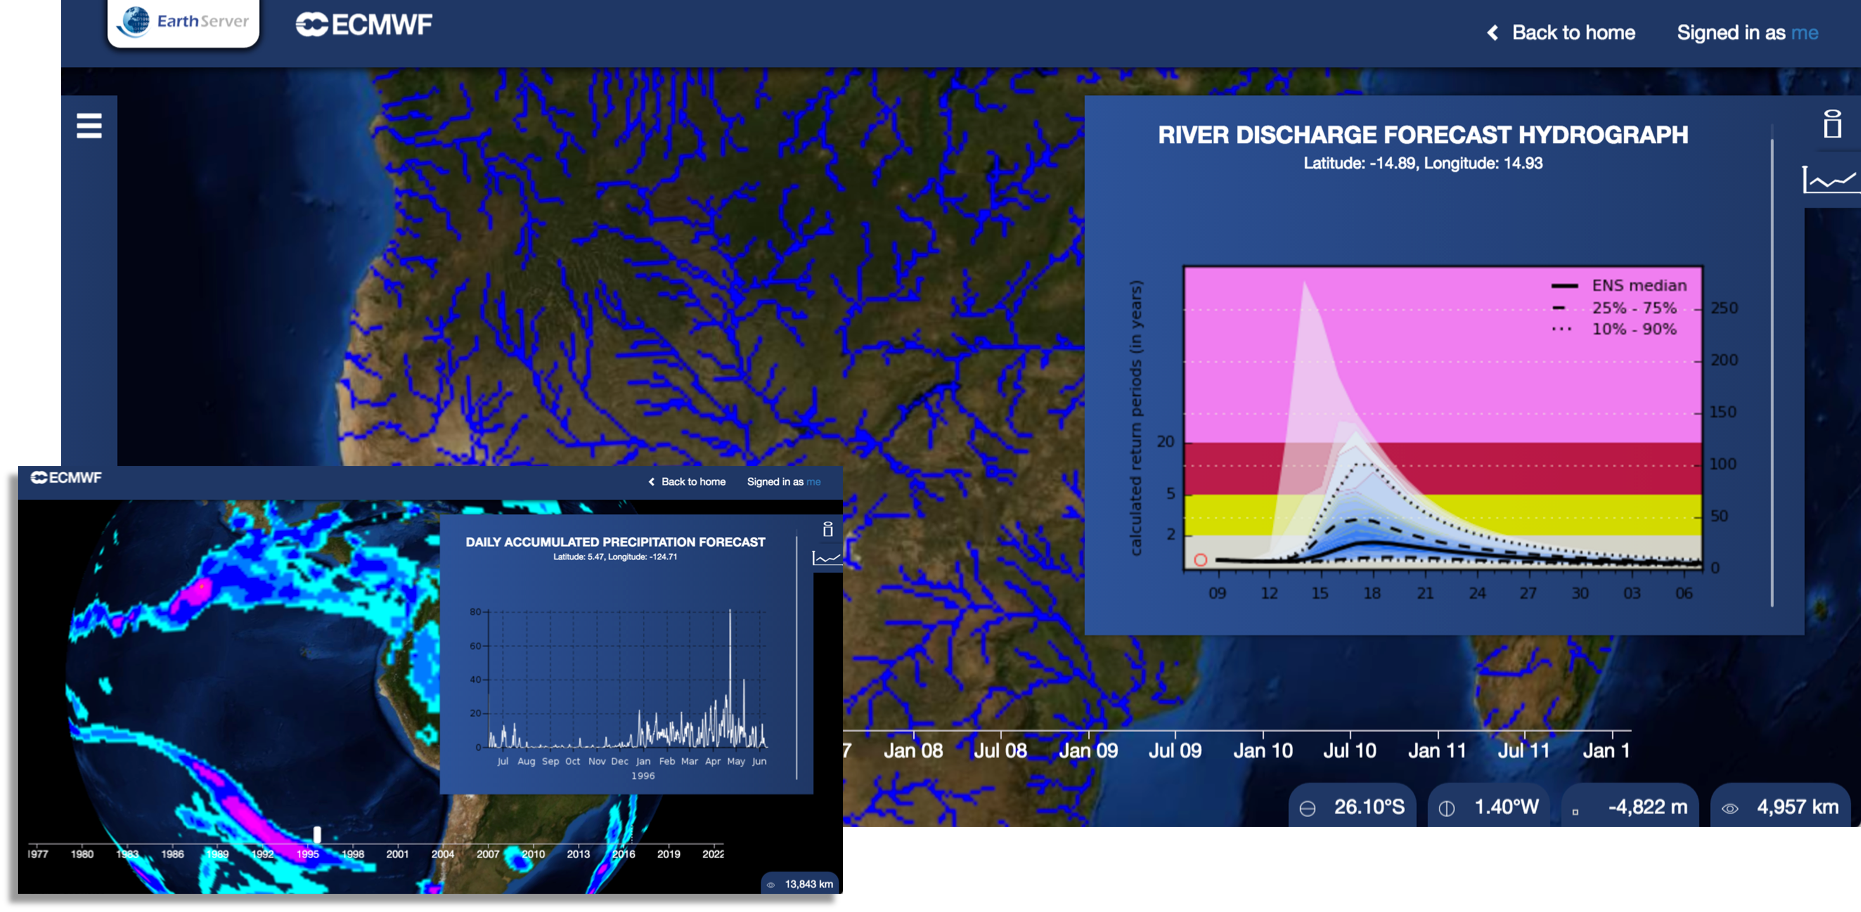 EarthServer
ECMWF
Back to home
Signed in as me
RIVER DISCHARGE FORECAST HYDROGRAPH
Latitude: -14.89, Longitude: 14.93
calculated return periods (in years)
20
5
2
ENS median
25% - 75%
10% - 90%
250
200
150
100
50
0
09 12 15 18 21 24 27 30 03 06
7 Jan 08 Jul 08 Jan 09 Jul 09 Jan 10 Jul 10 Jan 11 Jul 11 Jan 1
26.10°S 1.40°W -4,822 m 4,957 km
ECMWF
Back to home
Signed in as me
DAILY ACCUMULATED PRECIPITATION FORECAST
Latitude: 5.47, Longitude: -124.71
80
60
40
20
0
Jul Aug Sep Oct Nov Dec Jan Feb Mar Apr May Jun
1996
1977 1980 1983 1986 1989 1992 1995 1998 2001 2004 2007 2010 2013 2016 2019 2022
13,843 km